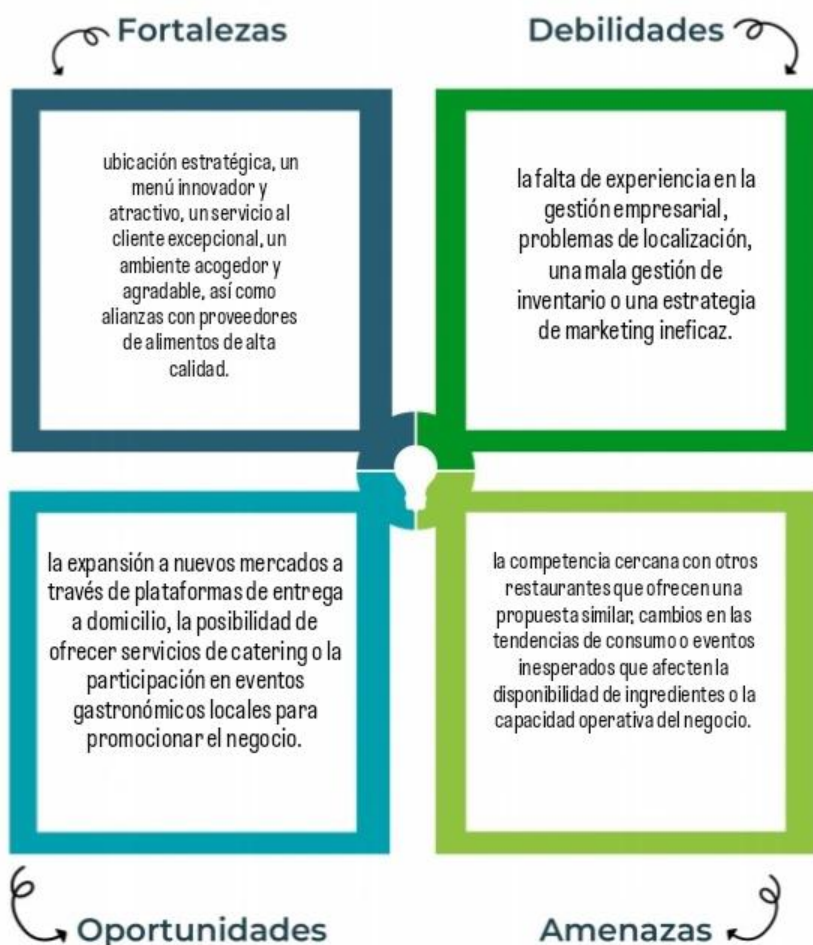 Fortalezas
ubicación estratégica, un
menú innovador y
atractivo, un servicio al
cliente excepcional, un
ambiente acogedor y
agradable, así como
alianzas con proveedores
de alimentos de alta
calidad.
Debilidades
la falta de experiencia en la
gestión empresarial,
problemas de localización,
una mala gestión de
inventario o una estrategia
de marketing ineficaz.
la expansión a nuevos mercados a
través de plataformas de entrega
a domicilio, la posibilidad de
ofrecer servicios de catering o la
participación en eventos
gastronómicos locales para
promocionar el negocio.
Oportunidades
la competencia cercana con otros
restaurantes que ofrecen una
propuesta similar, cambios en las
tendencias de consumo o eventos
inesperados que afecten la
disponibilidad de ingredientes o la
capacidad operativa del negocio.
Amenazas